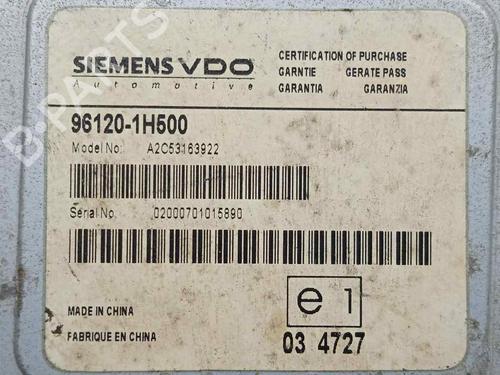 SIEMENS VDO
Automotive
CERTIFICATION OF PURCHASE
GARNTIE GERATE PASS
GARANTIA GARANZIA
96120-1H500
Model No: A2C53163922
Serial No. 02000701015890
MADE IN CHINA
FABRIQUE EN CHINA
e1
03 4727
B-PARTS